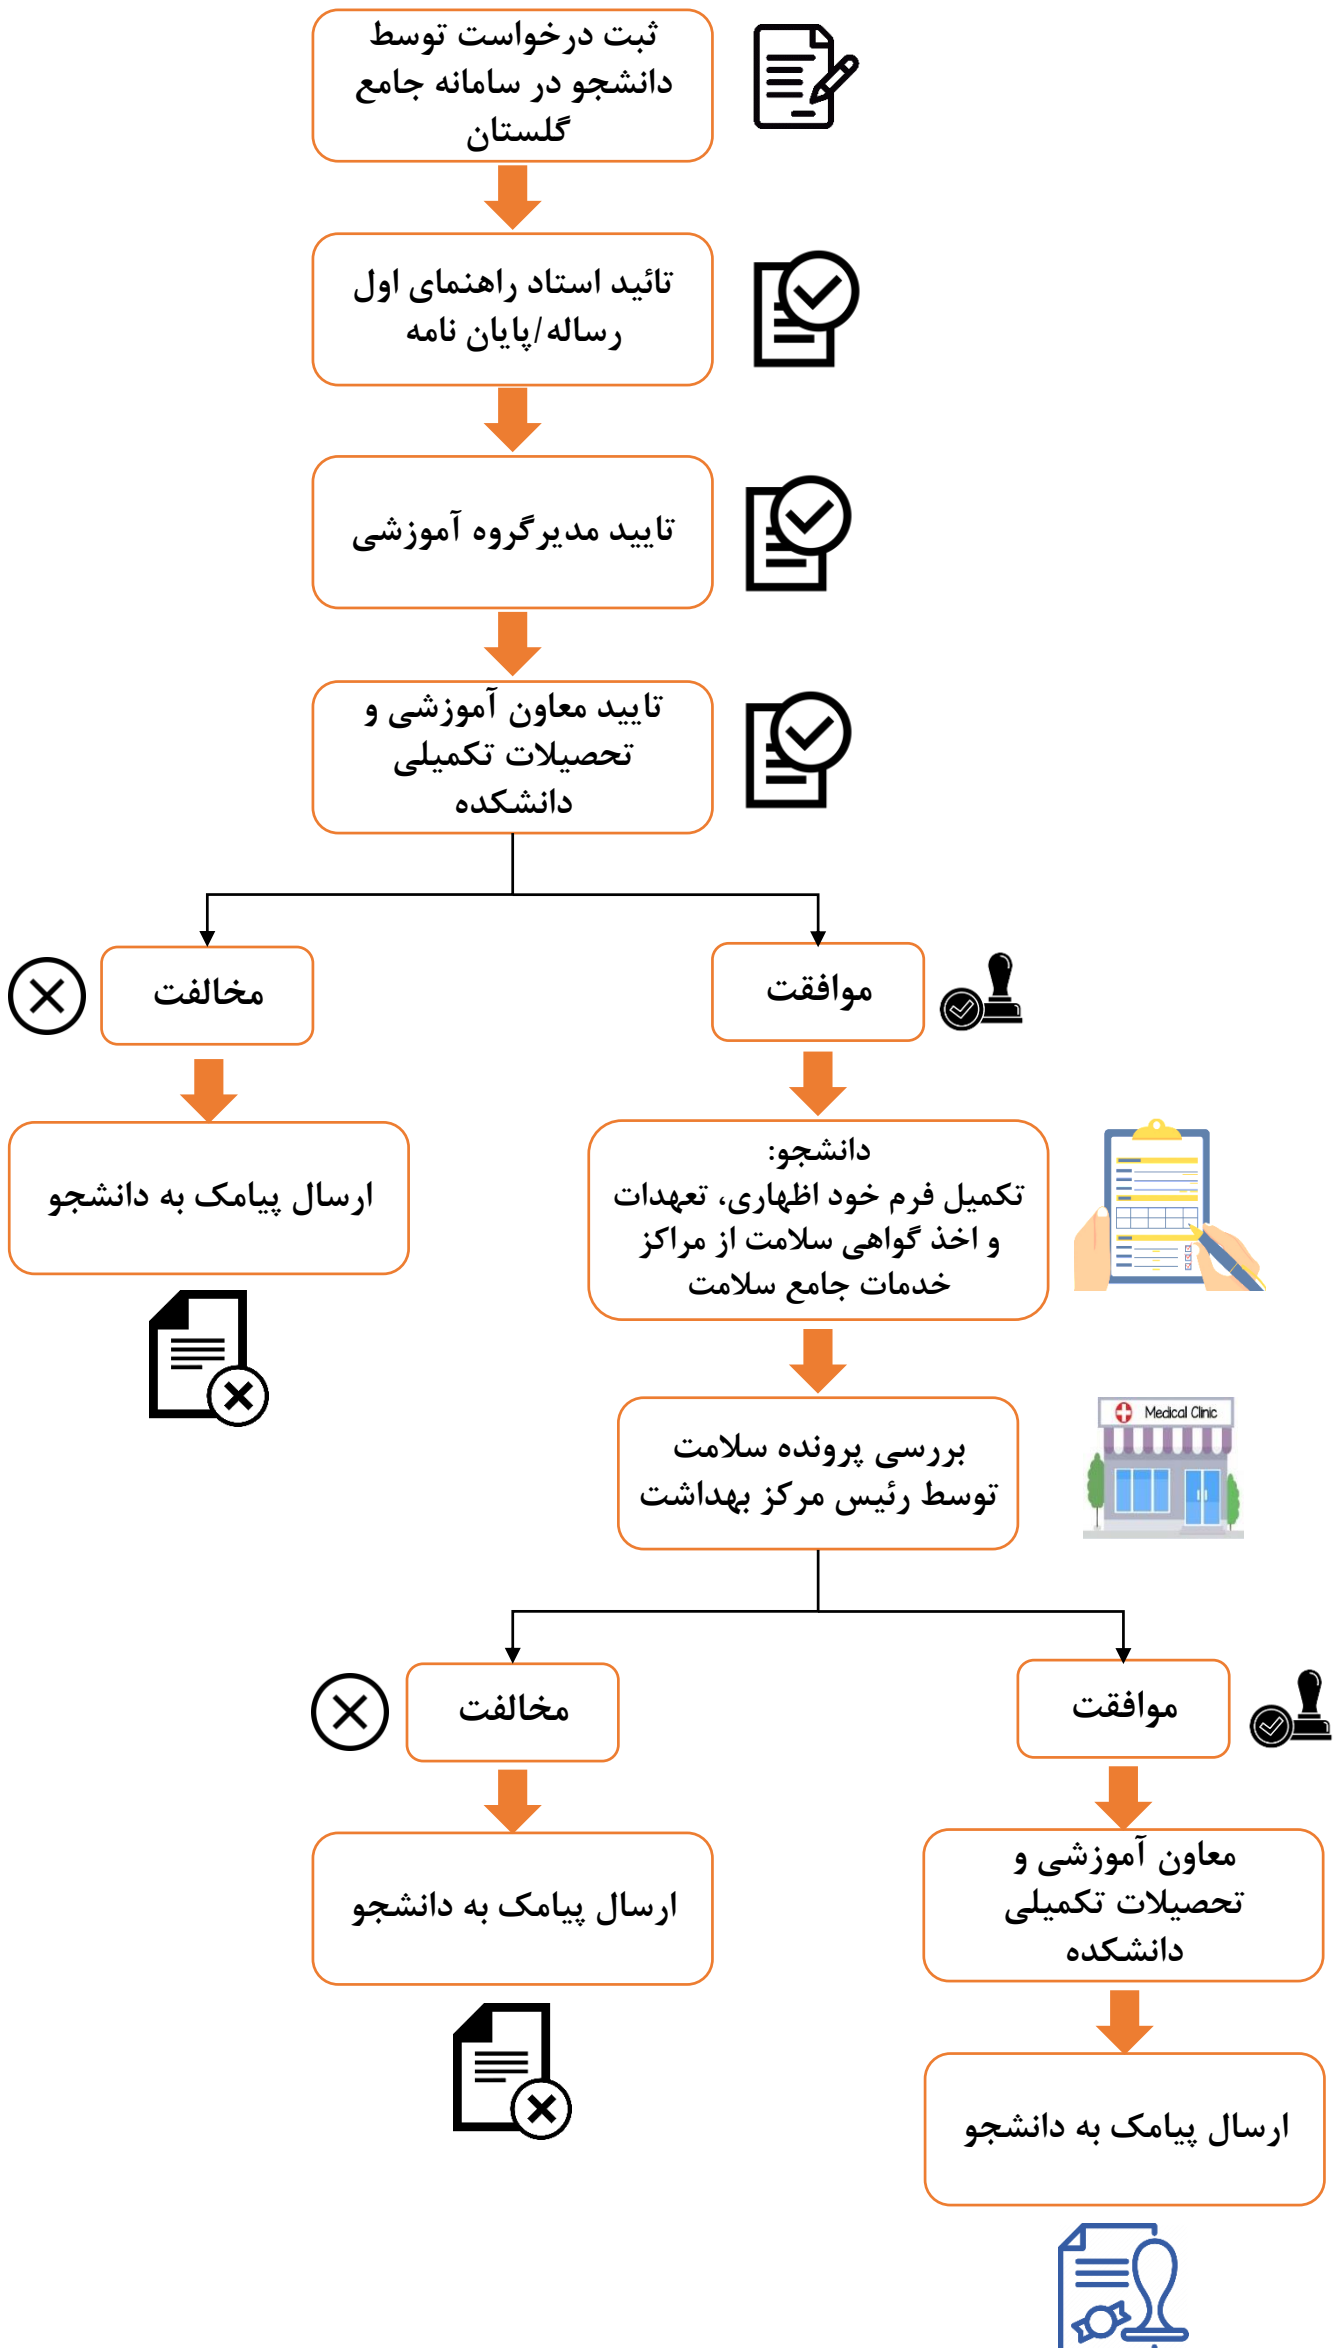 ثبت درخواست توسط
دانشجو در سامانه جامع
گلستان
تائید استاد راهنمای اول
رساله/پایان نامه
تایید مدیرگروه آموزشی
تایید معاون آموزشی و
تحصیلات تکمیلی
دانشکده
موافقت
مخالفت
دانشجو:
تکمیل فرم خود اظهاری، تعهدات
و اخذ گواهی سلامت از مراکز
خدمات جامع سلامت
ارسال پیامک به دانشجو
Medical Clinic
بررسی پرونده سلامت
توسط رئیس مرکز بهداشت
موافقت
مخالفت
معاون آموزشی و
تحصیلات تکمیلی
دانشکده
ارسال پیامک به دانشجو
ارسال پیامک به دانشجو